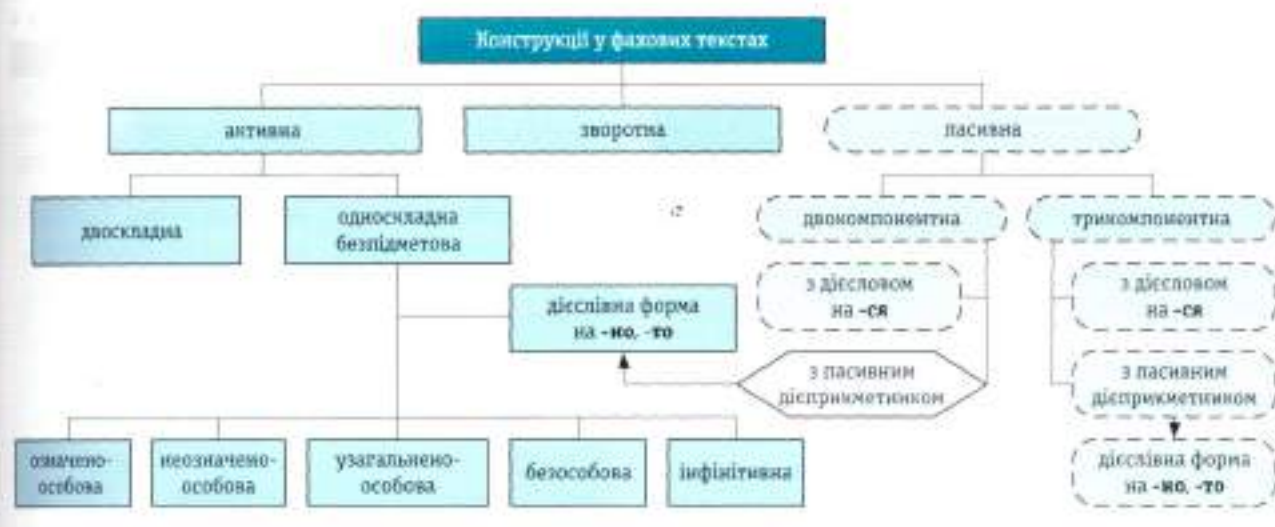 Конструкції у фахових текстах
активна
зворотна
пасивна
двоскладна
односкладна
безпідметова
двокомпонентна
трикомпонентна
дієслівна форма
на -но, -то
з дієсловом
на -ся
з дієсловом
на -ся
з пасивним
дієприкметником
з пасивним
дієприкметником
означено-
особова
неозначено-
особова
узагальнено-
особова
безособова
інфінітивна
дієслівна форма
на -но, -то